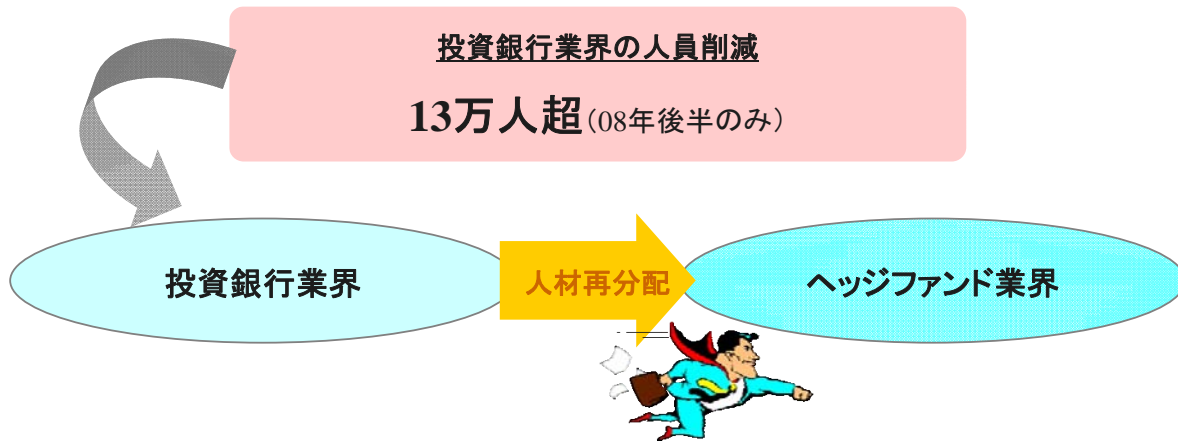 投資銀行業界の人員削減
13万人超（08年後半のみ）
投資銀行業界
人材再分配
ヘッジファンド業界